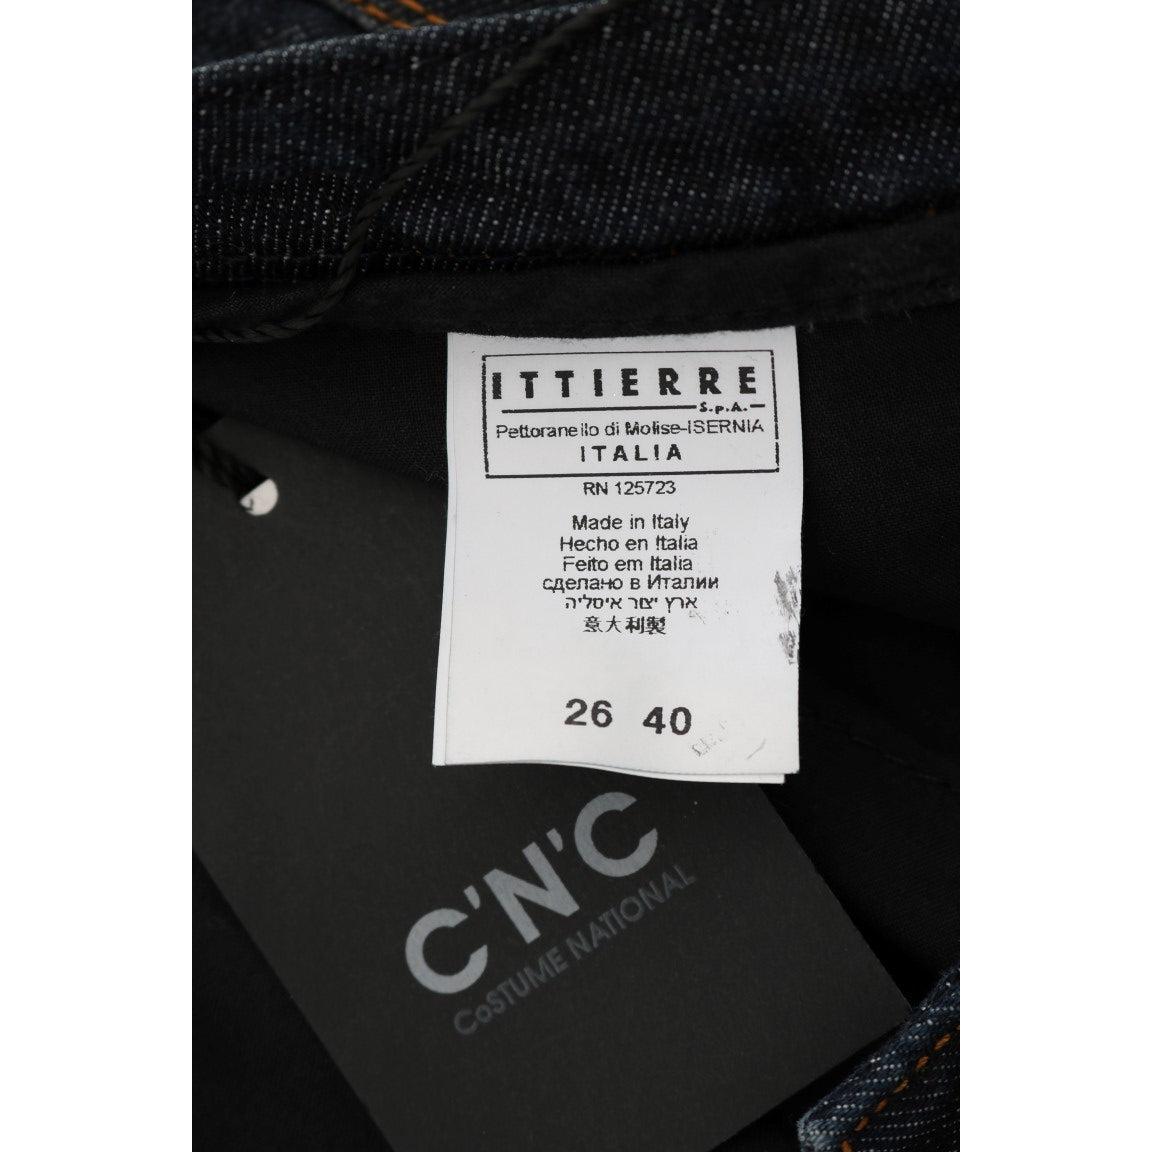 ITTIERRE
S.p.A.
Pettoranello di Molise-ISERNIA
ITALIA
RN 125723
Made in Italy
Hecho en Italia
Feito em Italia
сделано в Италии
ארץ יצור איטליה
意大利製
26 40
C'N'C
CoSTUME NATIONAL